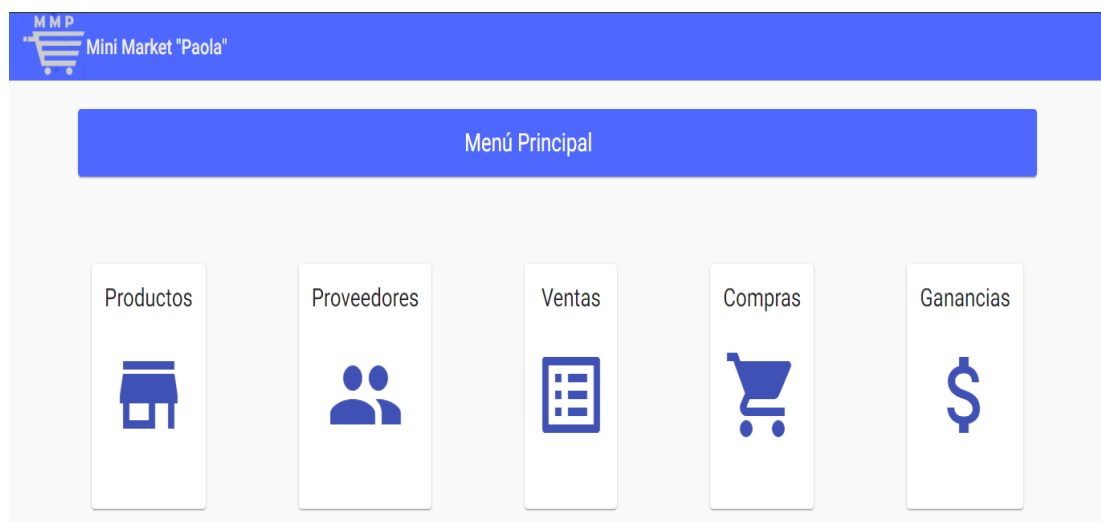 MMP
Mini Market "Paola"
Menú Principal
Productos
Proveedores
Ventas
Compras
Ganancias